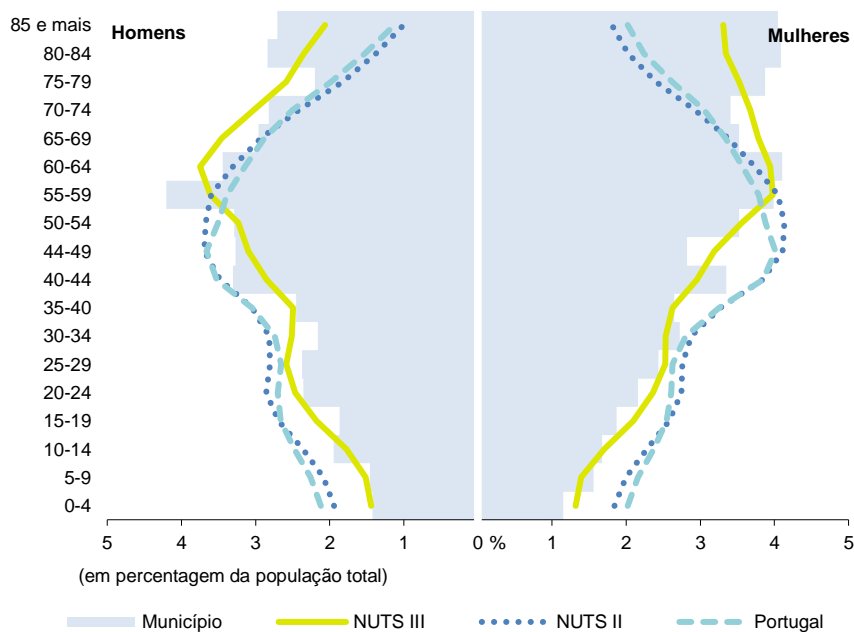 Homens
Mulheres
85 e mais
80-84
75-79
70-74
65-69
60-64
55-59
50-54
44-49
40-44
35-40
30-34
25-29
20-24
15-19
10-14
5-9
0-4
5 4 3 2 1 0 % 1 2 3 4 5
(em percentagem da população total)
Município NUTS III NUTS II Portugal